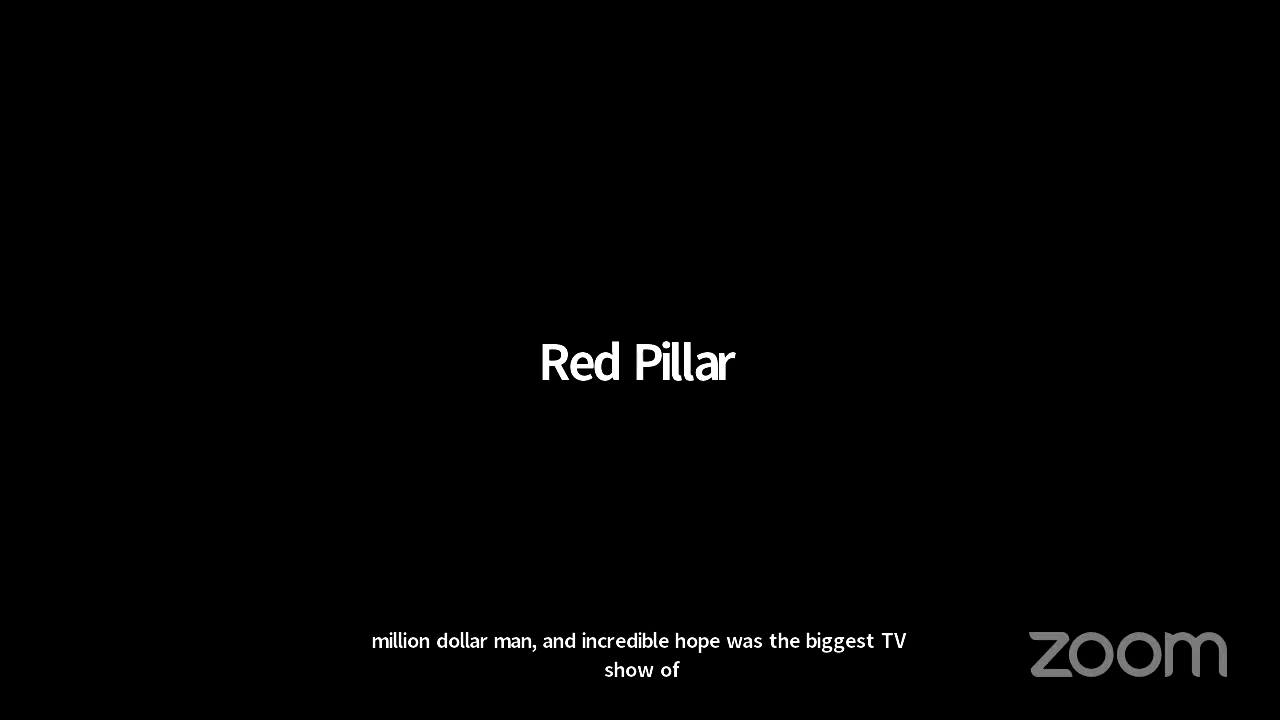 Red Pillar
million dollar man, and incredible hope was the biggest TV
show of
zoom